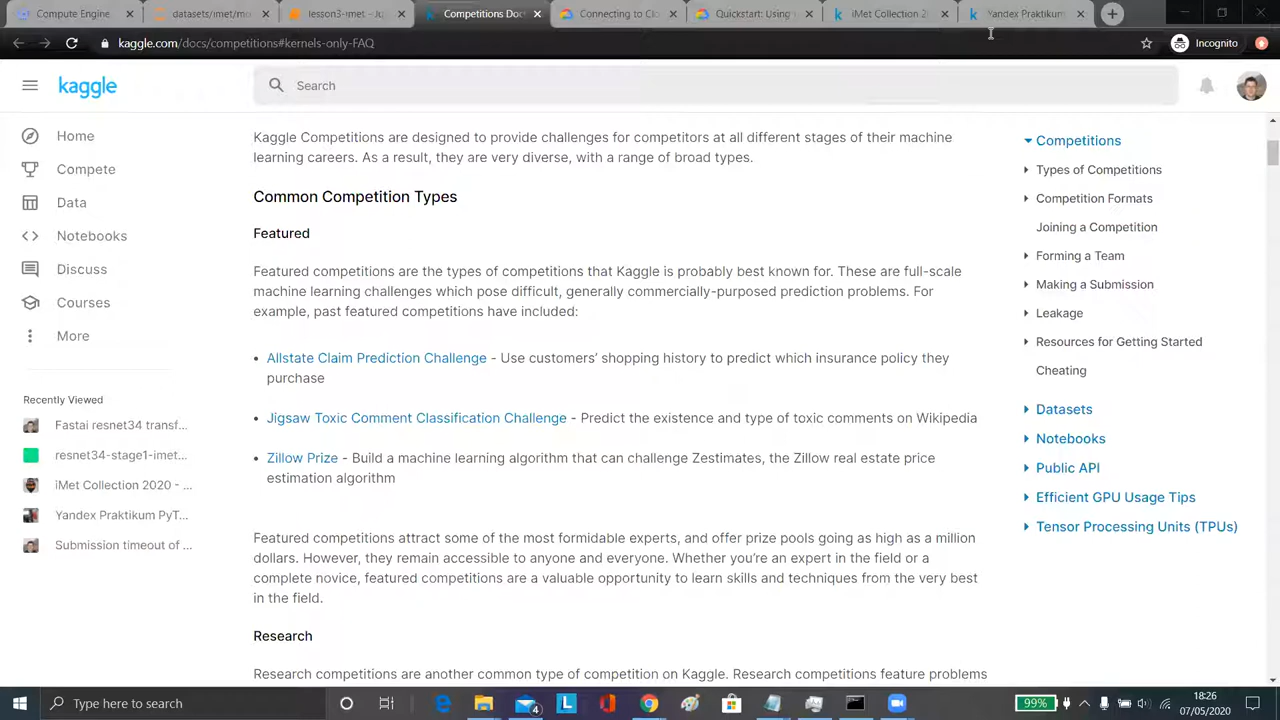 Compute Engine
datasets/imet/mo
lesson3-imet – Ju
Competitions Doc
Connecting to Clo
Quickstart: Using
iMet Collection 2
Yandex Praktikum
kaggle.com/docs/competitions#kernels-only-FAQ
Incognito
kaggle
Search
Home
Compete
Data
Notebooks
Discuss
Courses
More
Recently Viewed
Fastai resnet34 transf...
resnet34-stage1-imet...
iMet Collection 2020 - ...
Yandex Praktikum PyT...
Submission timeout of ...
Kaggle Competitions are designed to provide challenges for competitors at all different stages of their machine
learning careers. As a result, they are very diverse, with a range of broad types.
Common Competition Types
Featured
Featured competitions are the types of competitions that Kaggle is probably best known for. These are full-scale
machine learning challenges which pose difficult, generally commercially-purposed prediction problems. For
example, past featured competitions have included:
• Allstate Claim Prediction Challenge - Use customers' shopping history to predict which insurance policy they
purchase
• Jigsaw Toxic Comment Classification Challenge - Predict the existence and type of toxic comments on Wikipedia
• Zillow Prize - Build a machine learning algorithm that can challenge Zestimates, the Zillow real estate price
estimation algorithm
Featured competitions attract some of the most formidable experts, and offer prize pools going as high as a million
dollars. However, they remain accessible to anyone and everyone. Whether you're an expert in the field or a
complete novice, featured competitions are a valuable opportunity to learn skills and techniques from the very best
in the field.
Research
Research competitions are another common type of competition on Kaggle. Research competitions feature problems
Competitions
Types of Competitions
Competition Formats
Joining a Competition
Forming a Team
Making a Submission
Leakage
Resources for Getting Started
Cheating
Datasets
Notebooks
Public API
Efficient GPU Usage Tips
Tensor Processing Units (TPUs)
Type here to search
4
L
99%
18:26
07/05/2020